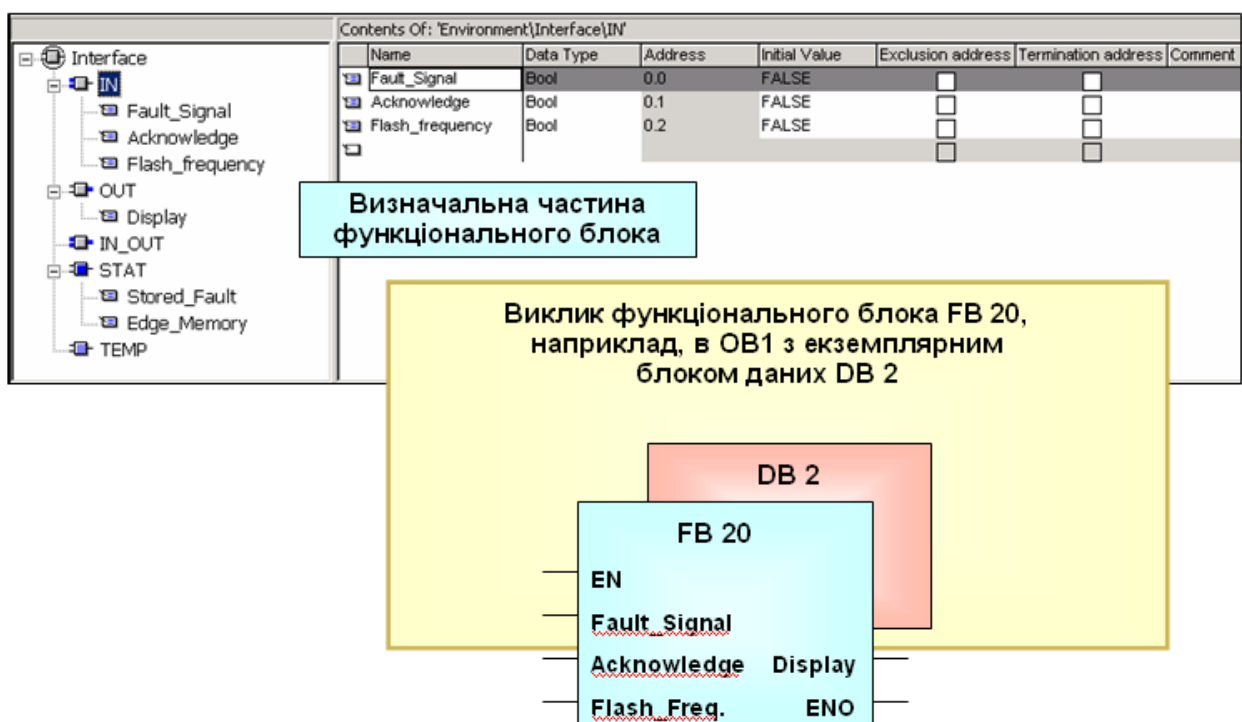 Contents Of: 'Environment\Interface\IN'
Interface
IN
Fault_Signal
Acknowledge
Flash_frequency
OUT
Display
IN_OUT
STAT
Stored_Fault
Edge_Memory
TEMP
Name Data Type Address Initial Value Exclusion address Termination address Comment
Fault_Signal Bool 0.0 FALSE
Acknowledge Bool 0.1 FALSE
Flash_frequency Bool 0.2 FALSE
Визначальна частина
функціонального блока
Виклик функціонального блока FB 20,
наприклад, в OB1 з екземплярним
блоком даних DB 2
DB 2
FB 20
EN
Fault_Signal
Acknowledge Display
Flash_Freq. ENO